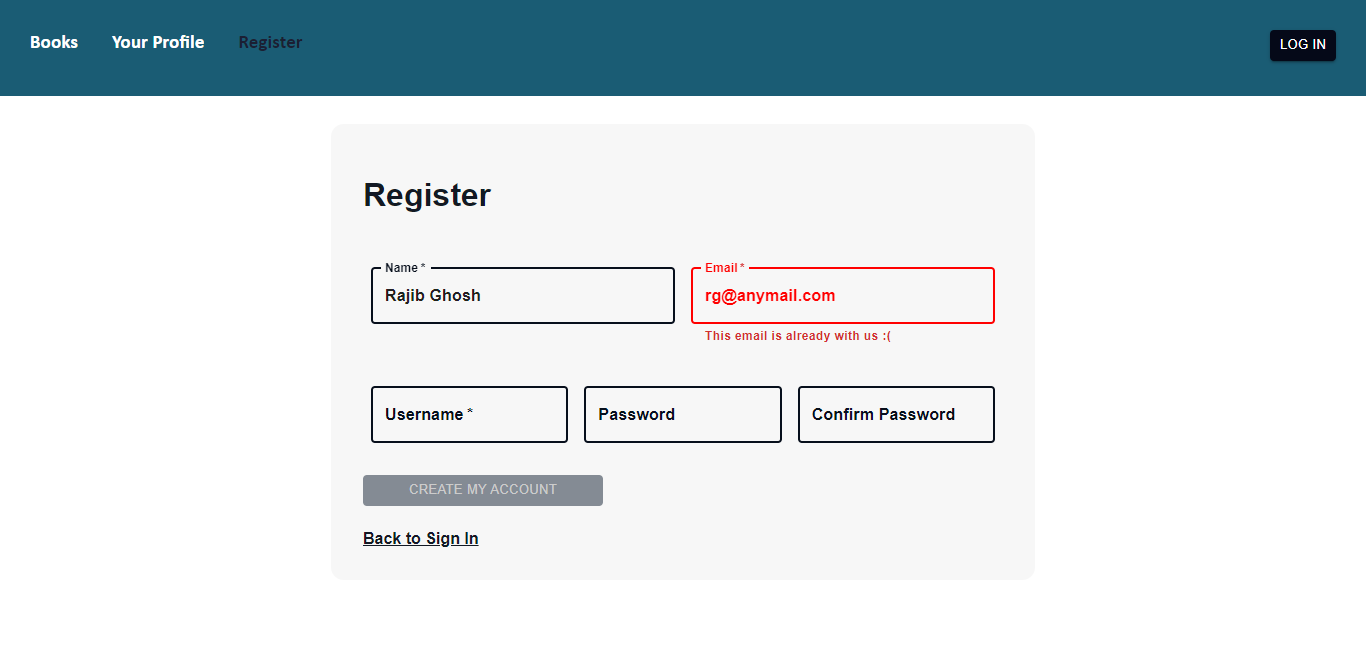 Books Your Profile Register LOG IN
Register
Name *
Email *
Rajib Ghosh
rg@anymail.com
This email is already with us :(
Username * Password Confirm Password
CREATE MY ACCOUNT
Back to Sign In